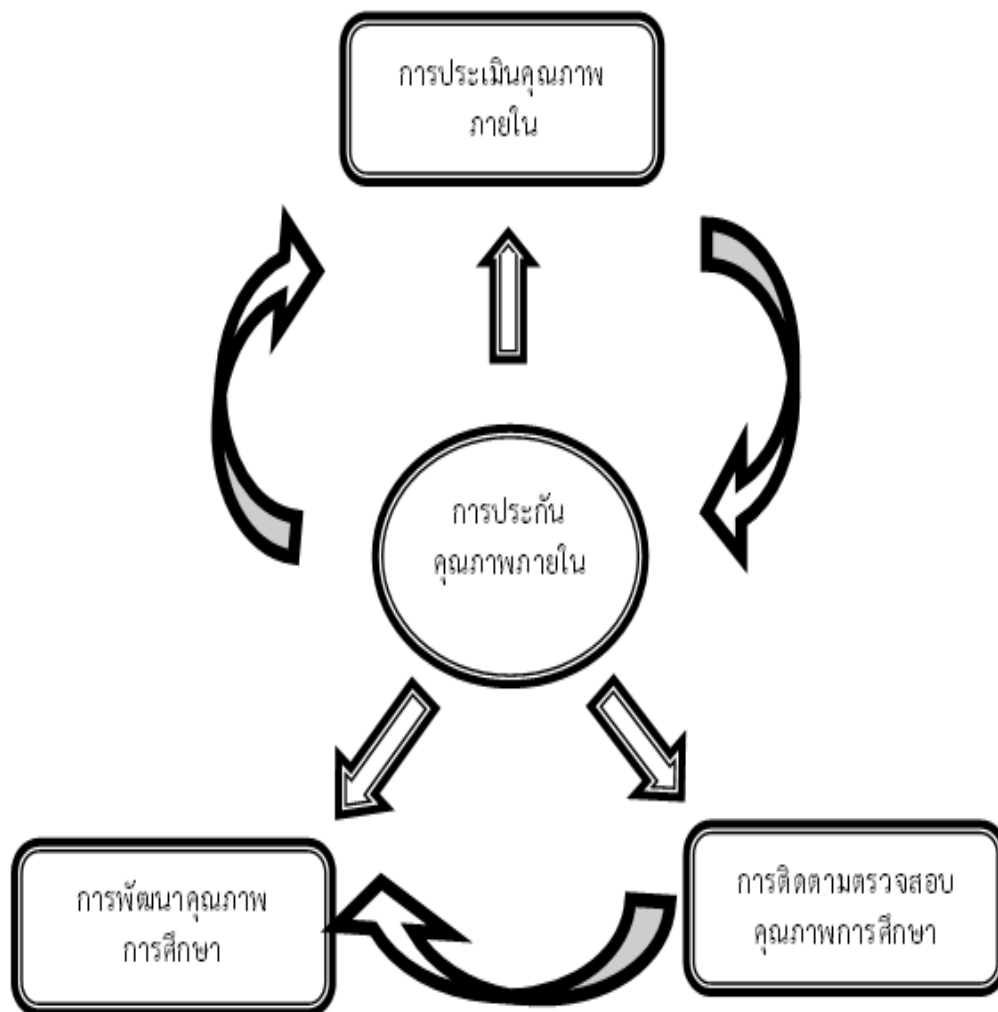 การประเมินคุณภาพ
ภายใน
การประกัน
คุณภาพภายใน
การพัฒนาคุณภาพ
การศึกษา
การติดตามตรวจสอบ
คุณภาพการศึกษา